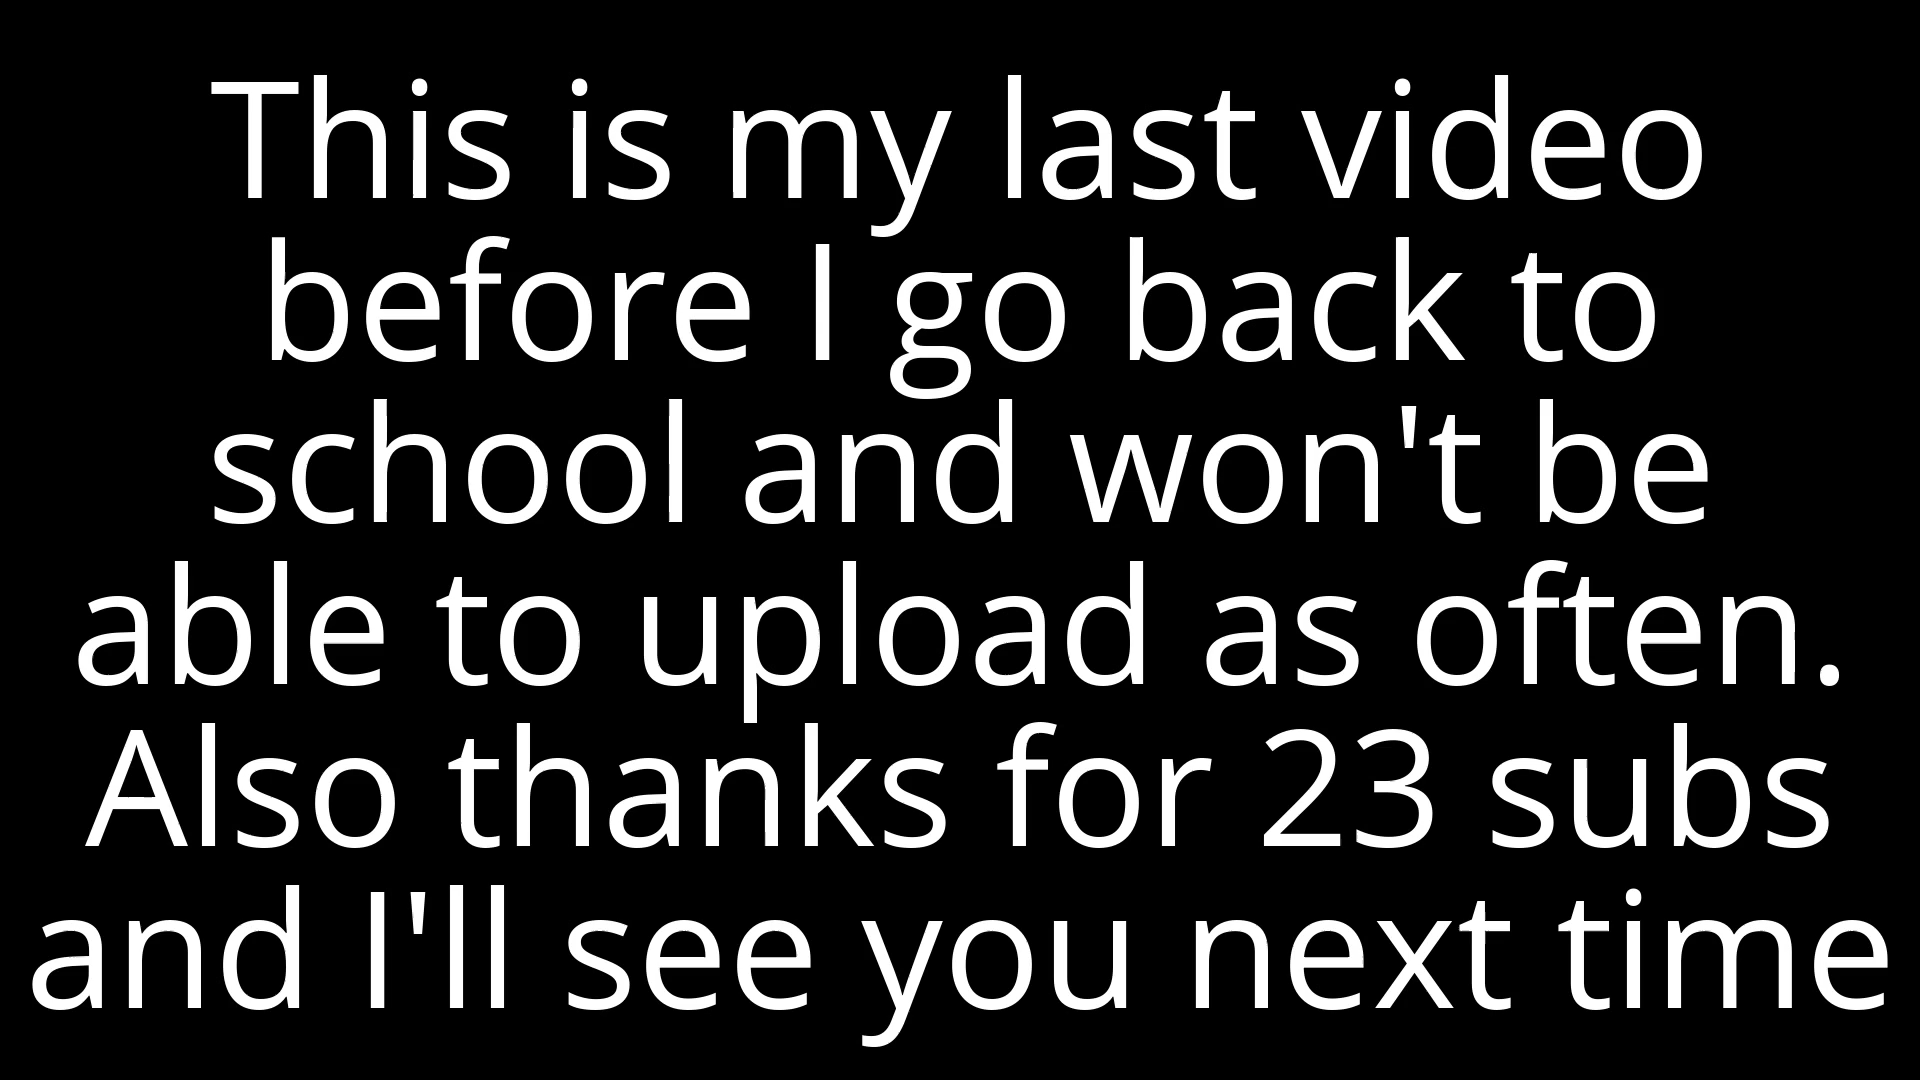 This is my last video
before I go back to
school and won't be
able to upload as often.
Also thanks for 23 subs
and I'll see you next time